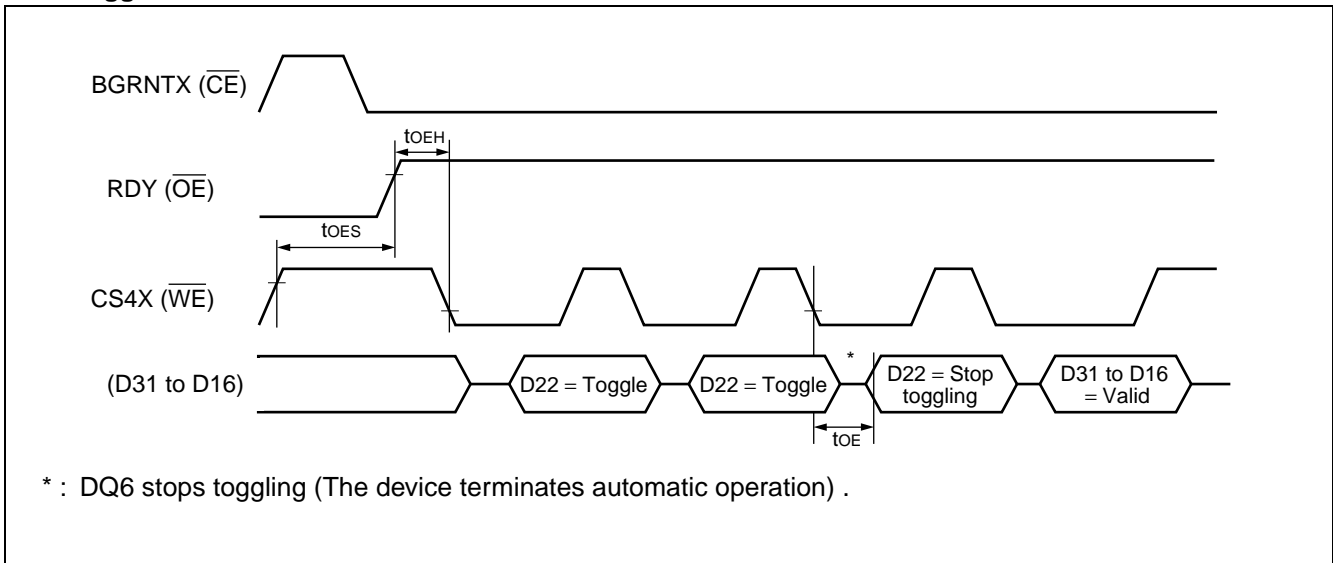 BGRNTX (CE)
tOEH
RDY (OE)
tOES
CS4X (WE)
*
(D31 to D16)
D22 = Toggle
D22 = Toggle
D22 = Stop
toggling
D31 to D16
= Valid
tOE
* : DQ6 stops toggling (The device terminates automatic operation) .